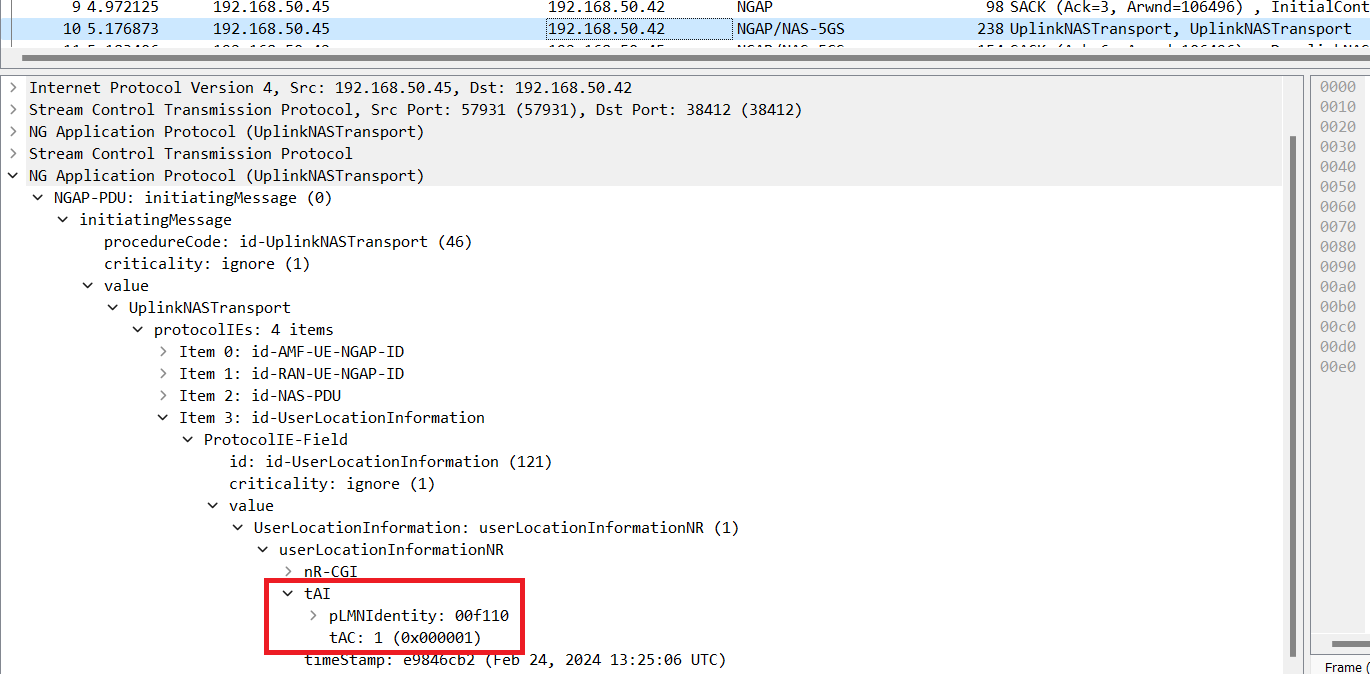 9 4.972125 192.168.50.45 192.168.50.42 NGAP 98 SACK (Ack=3, Arwnd=106496) , InitialCont
10 5.176873 192.168.50.45 192.168.50.42 NGAP/NAS-5GS 238 UplinkNASTransport, UplinkNASTransport
Internet Protocol Version 4, Src: 192.168.50.45, Dst: 192.168.50.42
Stream Control Transmission Protocol, Src Port: 57931 (57931), Dst Port: 38412 (38412)
NG Application Protocol (UplinkNASTransport)
Stream Control Transmission Protocol
NG Application Protocol (UplinkNASTransport)
NGAP-PDU: initiatingMessage (0)
initiatingMessage
procedureCode: id-UplinkNASTransport (46)
criticality: ignore (1)
value
UplinkNASTransport
protocolIEs: 4 items
Item 0: id-AMF-UE-NGAP-ID
Item 1: id-RAN-UE-NGAP-ID
Item 2: id-NAS-PDU
Item 3: id-UserLocationInformation
ProtocolIE-Field
id: id-UserLocationInformation (121)
criticality: ignore (1)
value
UserLocationInformation: userLocationInformationNR (1)
userLocationInformationNR
nR-CGI
tAI
pLMNIdentity: 00f110
tAC: 1 (0x000001)
timeStamp: e9846cb2 (Feb 24, 2024 13:25:06 UTC)
0000
0010
0020
0030
0040
0050
0060
0070
0080
0090
00a0
00b0
00c0
00d0
00e0
Frame (